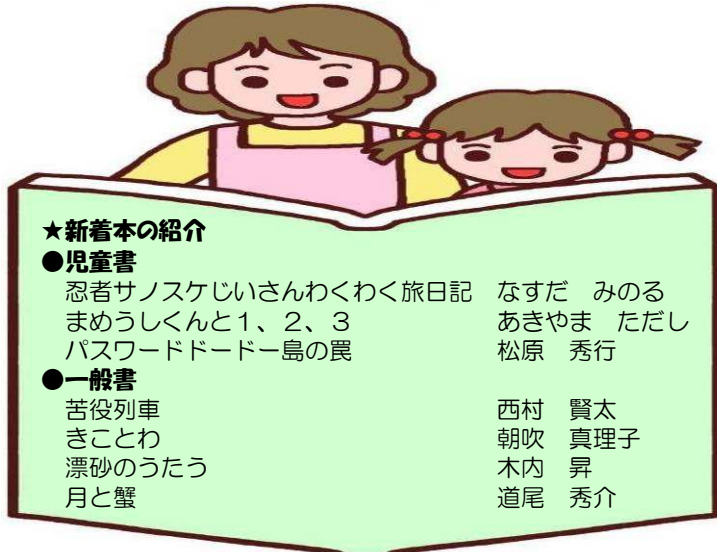 ★新着本の紹介
●児童書
忍者サノスケじいさんわくわく旅日記　なすだ　みのる
まめうしくんと１、２、３　あきやま　ただし
パスワードドードー島の罠　松原　秀行
●一般書
苦役列車　西村　賢太
きことわ　朝吹　真理子
漂砂のうたう　木内　昇
月と蟹　道尾　秀介